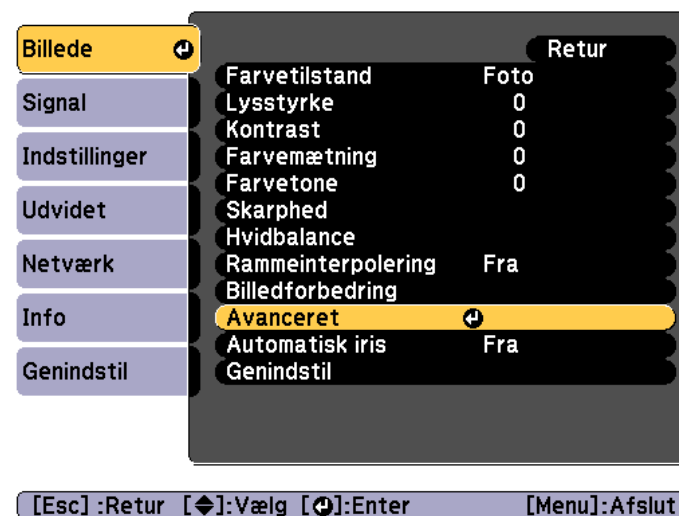 Billede
Signal
Indstillinger
Udvidet
Netværk
Info
Genindstil
Retur
Farvetilstand Foto
Lysstyrke 0
Kontrast 0
Farvemætning 0
Farvetone 0
Skarphed
Hvidbalance
Rammeinterpolering Fra
Billedforbedring
Avanceret
Automatisk iris Fra
Genindstil
[Esc] :Retur [◆]:Vælg [⏎]:Enter [Menu]:Afslut